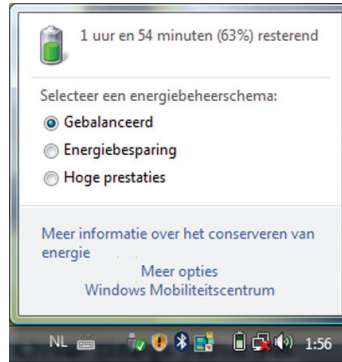 1 uur en 54 minuten (63%) resterend
Selecteer een energiebeheerschema:
Gebalanceerd
Energiebesparing
Hoge prestaties
Meer informatie over het conserveren van
energie
Meer opties
Windows Mobiliteitscentrum
NL 1:56